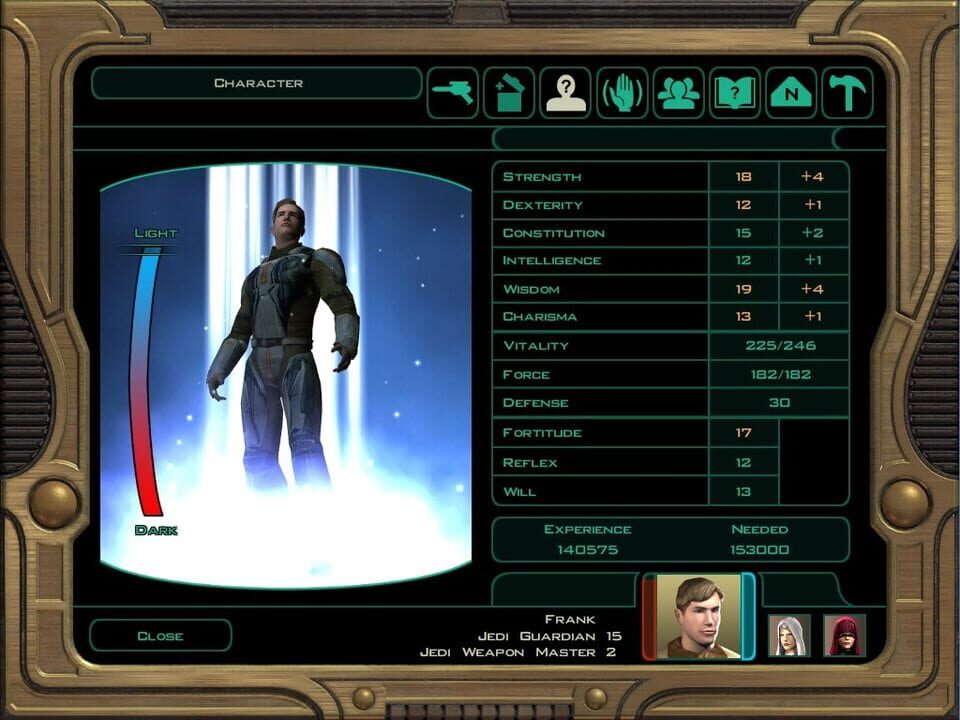 Character
?
?
N
Light
Dark
Strength 18 +4
Dexterity 12 +1
Constitution 15 +2
Intelligence 12 +1
Wisdom 19 +4
Charisma 13 +1
Vitality 225/246
Force 182/182
Defense 30
Fortitude 17
Reflex 12
Will 13
Experience Needed
140575 153000
Close
Frank
Jedi Guardian 15
Jedi Weapon Master 2